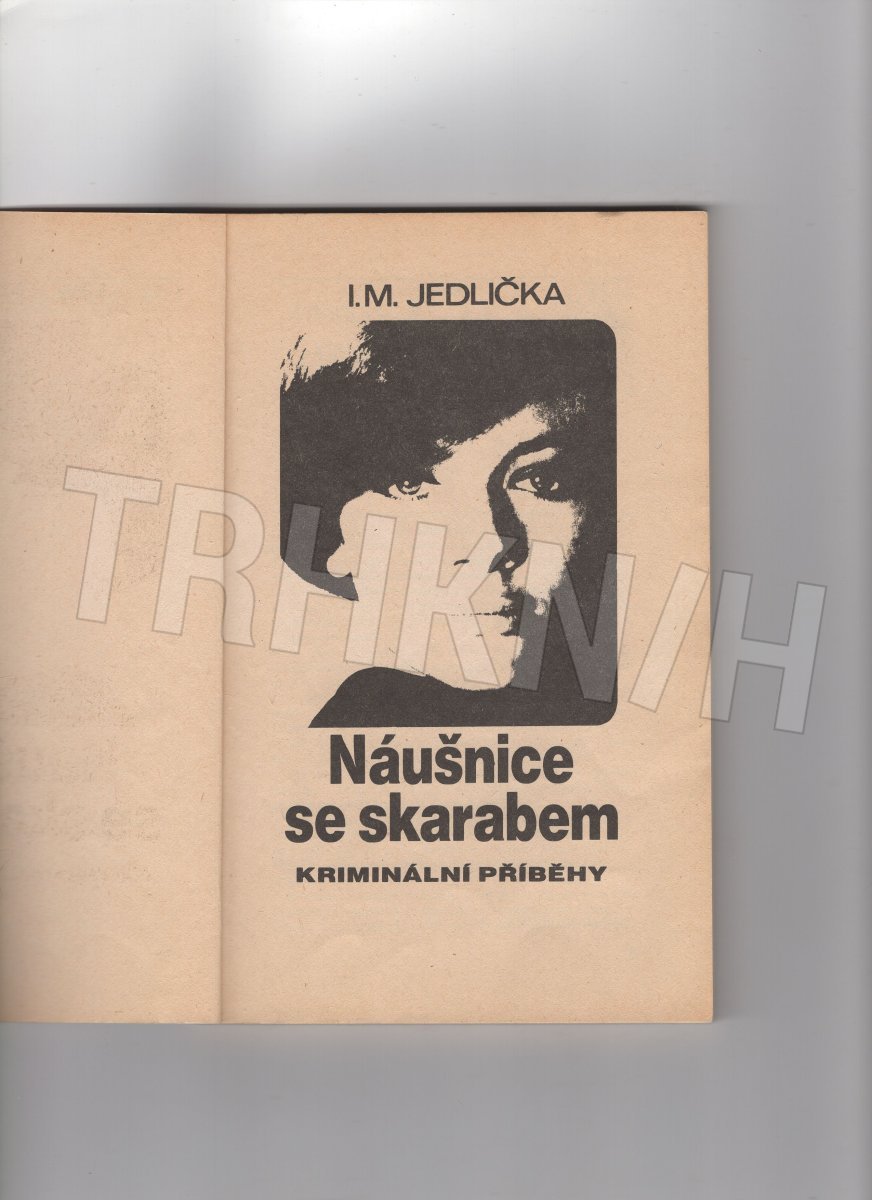 I.M. JEDLIČKA
TRHKNIH
Náušnice
se skarabem
KRIMINÁLNÍ PŘÍBĚHY